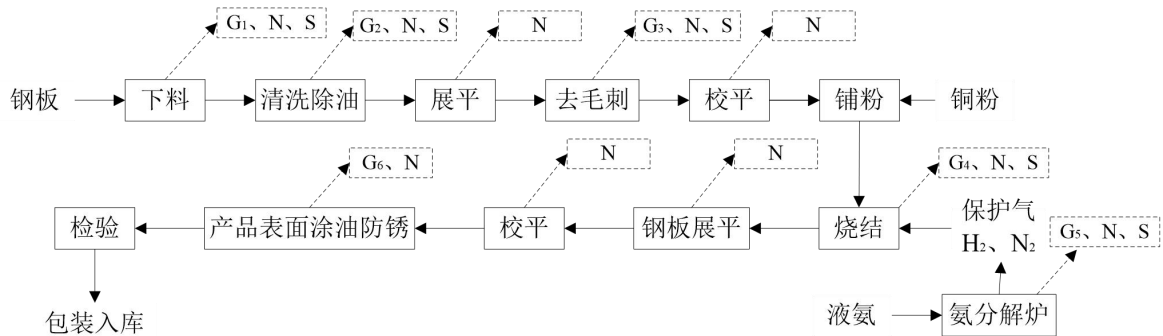 G₁、N、S
G₂、N、S
N
G₃、N、S
N
钢板
下料
清洗除油
展平
去毛刺
校平
铺粉
铜粉
G₆、N
N
N
G₄、N、S
检验
产品表面涂油防锈
校平
钢板展平
烧结
保护气
H₂、N₂
G₅、N、S
包装入库
液氨
氨分解炉